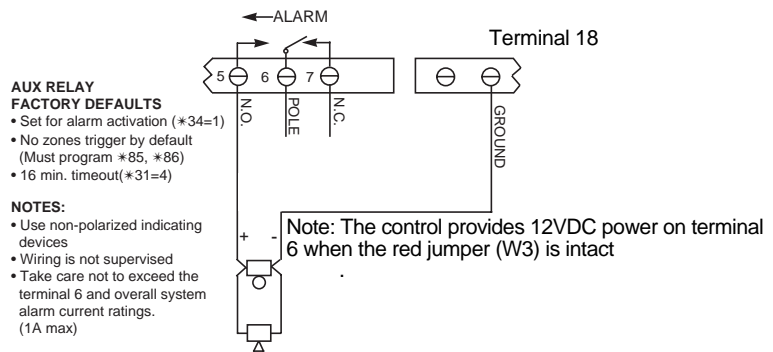 ALARM
Terminal 18
5 6 7
N.O.
POLE
N.C.
GROUND
AUX RELAY
FACTORY DEFAULTS
• Set for alarm activation (✶34=1)
• No zones trigger by default
(Must program ✶85, ✶86)
• 16 min. timeout(✶31=4)
NOTES:
• Use non-polarized indicating
devices
• Wiring is not supervised
• Take care not to exceed the
terminal 6 and overall system
alarm current ratings.
(1A max)
+ -
Note: The control provides 12VDC power on terminal
6 when the red jumper (W3) is intact
.